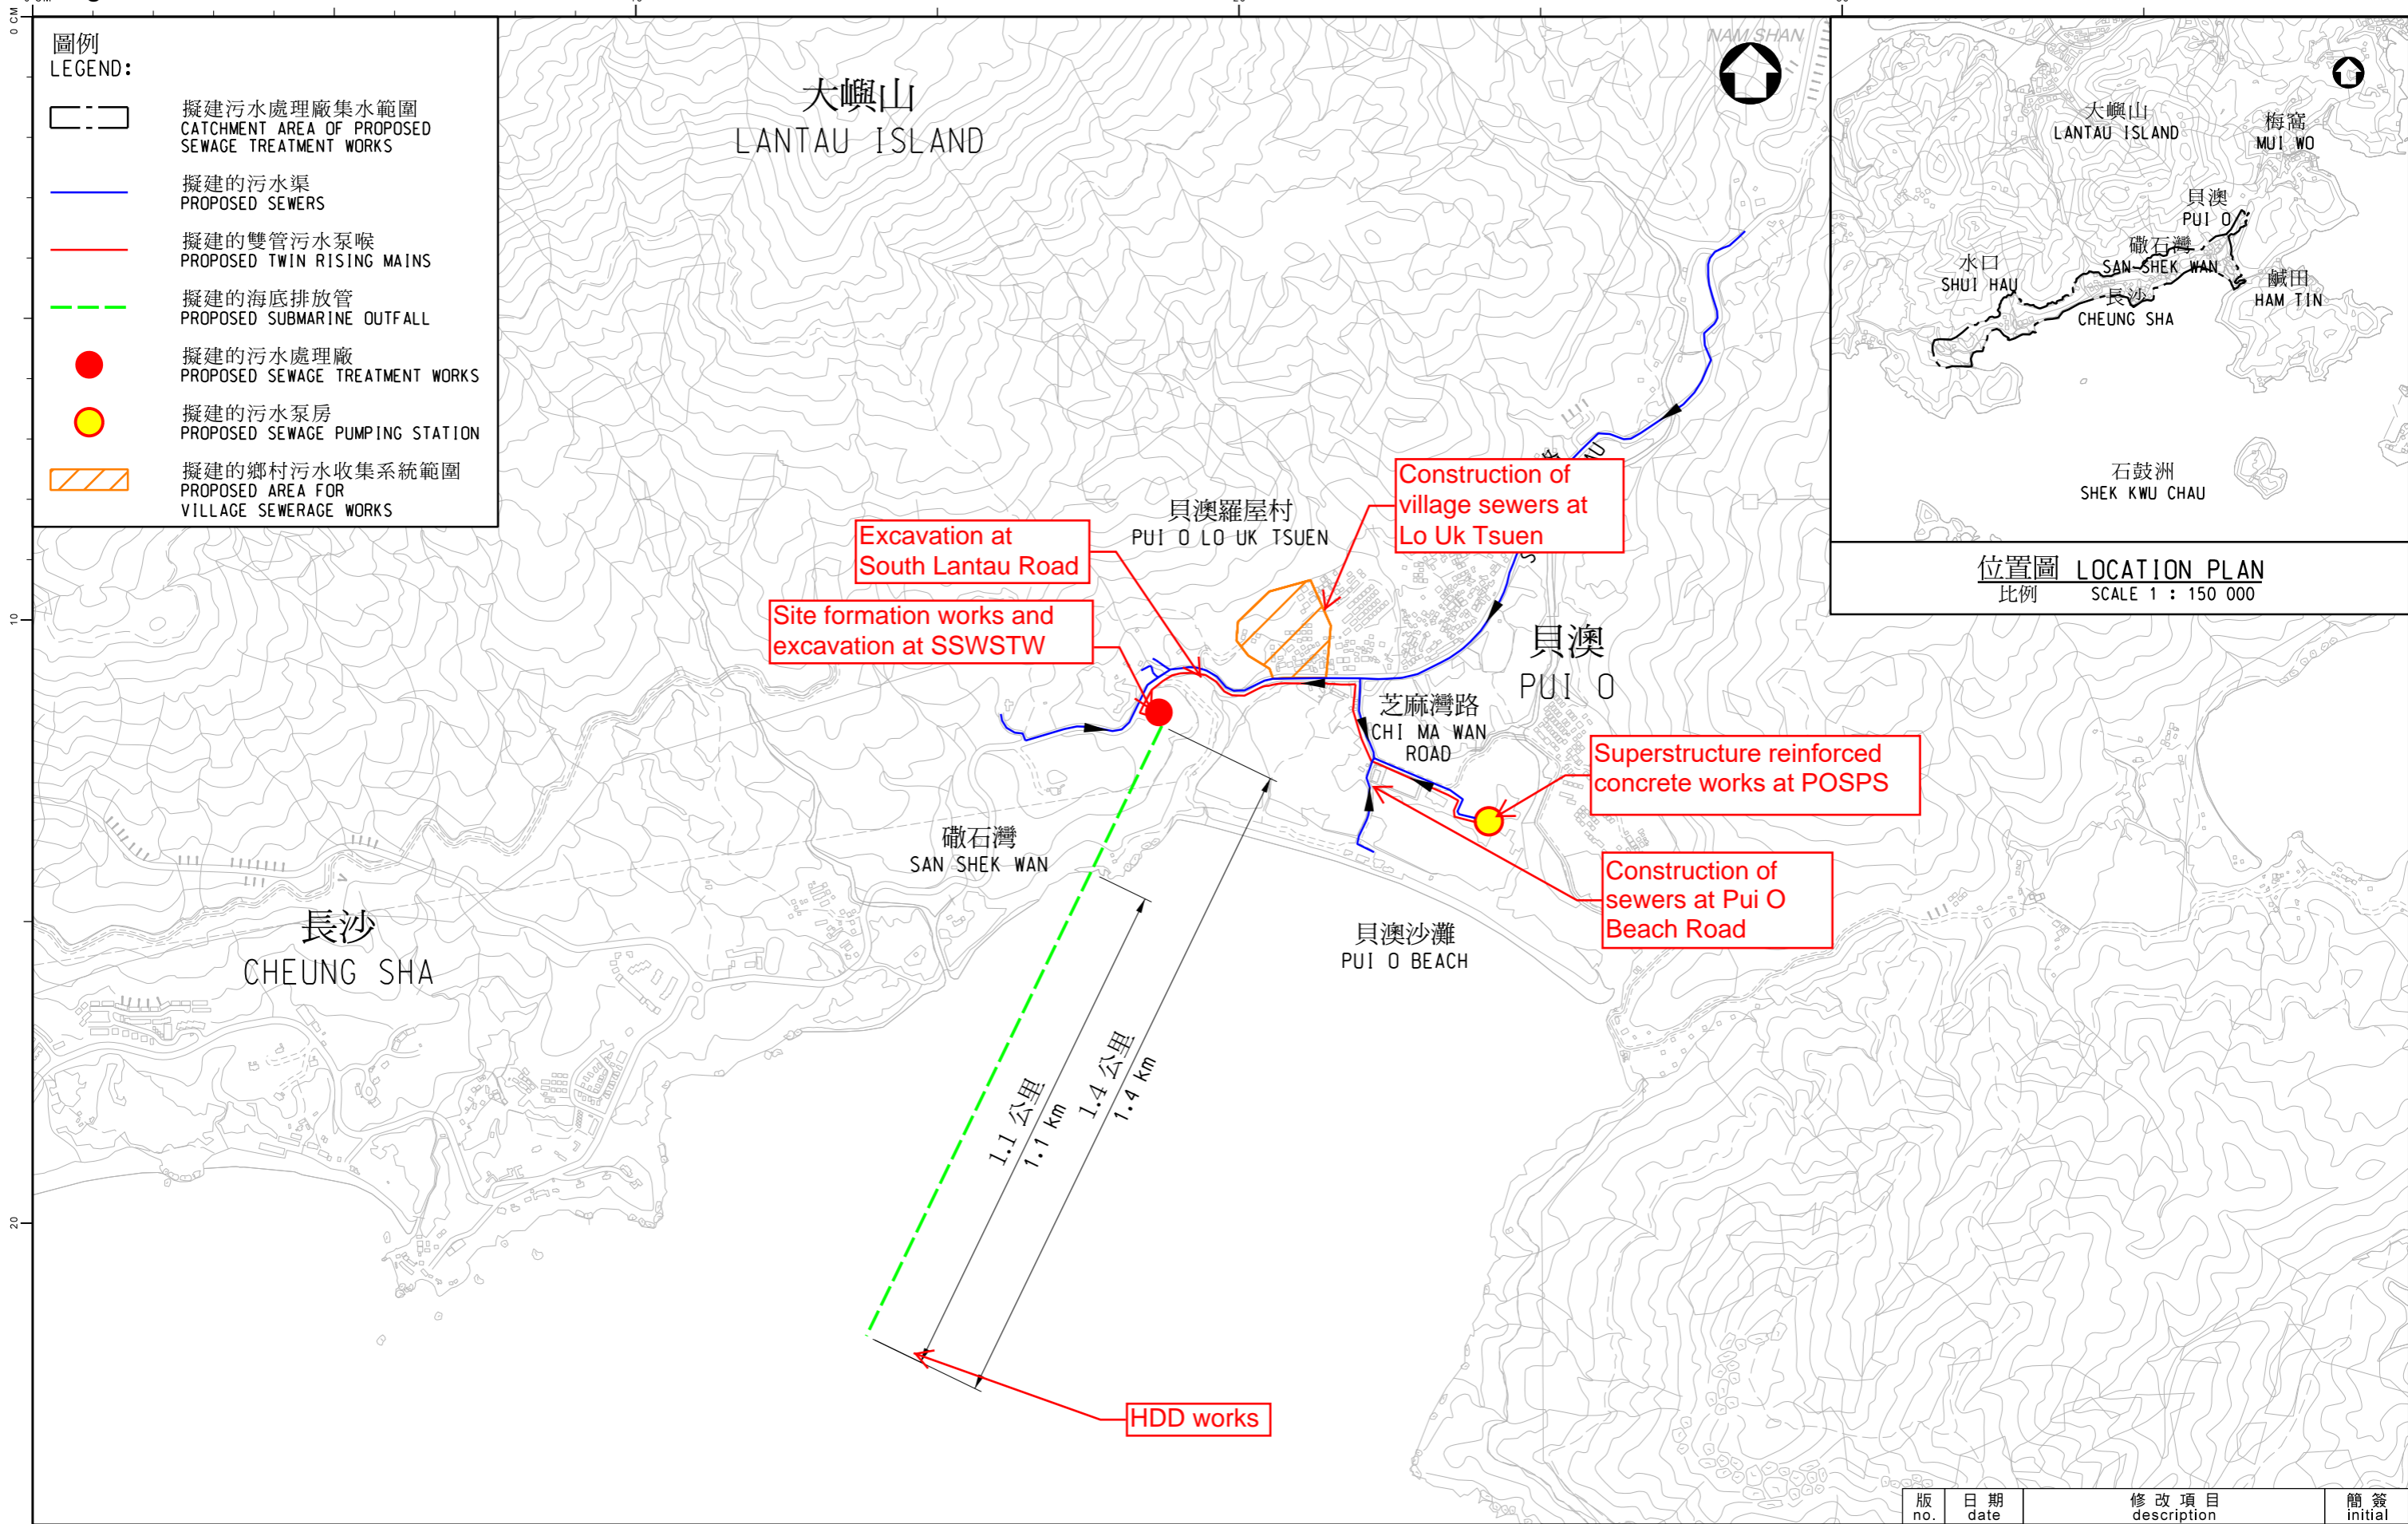 0 CM
10
20
圖例
LEGEND:
擬建污水處理廠集水範圍
CATCHMENT AREA OF PROPOSED
SEWAGE TREATMENT WORKS
擬建的污水渠
PROPOSED SEWERS
擬建的雙管污水泵喉
PROPOSED TWIN RISING MAINS
擬建的海底排放管
PROPOSED SUBMARINE OUTFALL
擬建的污水處理廠
PROPOSED SEWAGE TREATMENT WORKS
擬建的污水泵房
PROPOSED SEWAGE PUMPING STATION
擬建的鄉村污水收集系統範圍
PROPOSED AREA FOR
VILLAGE SEWERAGE WORKS
大嶼山
LANTAU ISLAND
NAM SHAN
大嶼山
LANTAU ISLAND
梅窩
MUI WO
貝澳
PUI O
磡石灣
SAN SHEK WAN
水口
SHUI HAU
鹹田
HAM TIN
長沙
CHEUNG SHA
石鼓洲
SHEK KWU CHAU
位置圖 LOCATION PLAN
比例 SCALE 1 : 150 000
Construction of
village sewers at
Lo Uk Tsuen
貝澳羅屋村
PUI O LO UK TSUEN
Excavation at
South Lantau Road
Site formation works and
excavation at SSWSTW
貝澳
PUI O
芝麻灣路
CHI MA WAN
ROAD
Superstructure reinforced
concrete works at POSPS
磡石灣
SAN SHEK WAN
Construction of
sewers at Pui O
Beach Road
長沙
CHEUNG SHA
貝澳沙灘
PUI O BEACH
1.1 公里
1.1 km
1.4 公里
1.4 km
HDD works
版 日期 修改項目 簡簽
no. date description initial